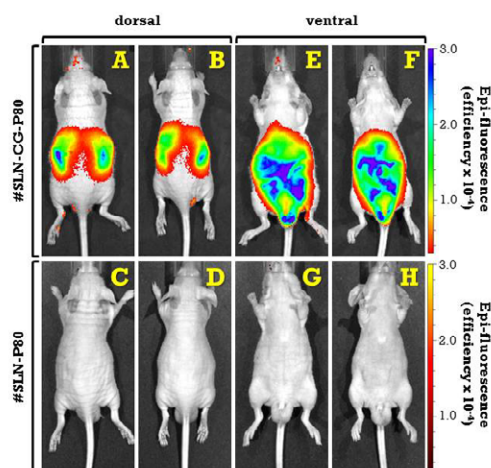 dorsal
ventral
#SLN-CG-P80
A
B
E
F
3.0
2.0
1.0
Epi-fluorescence
(efficiency x 10⁻⁴)
#SLN-P80
C
D
G
H
3.0
2.0
1.0
Epi-fluorescence
(efficiency x 10⁻⁴)